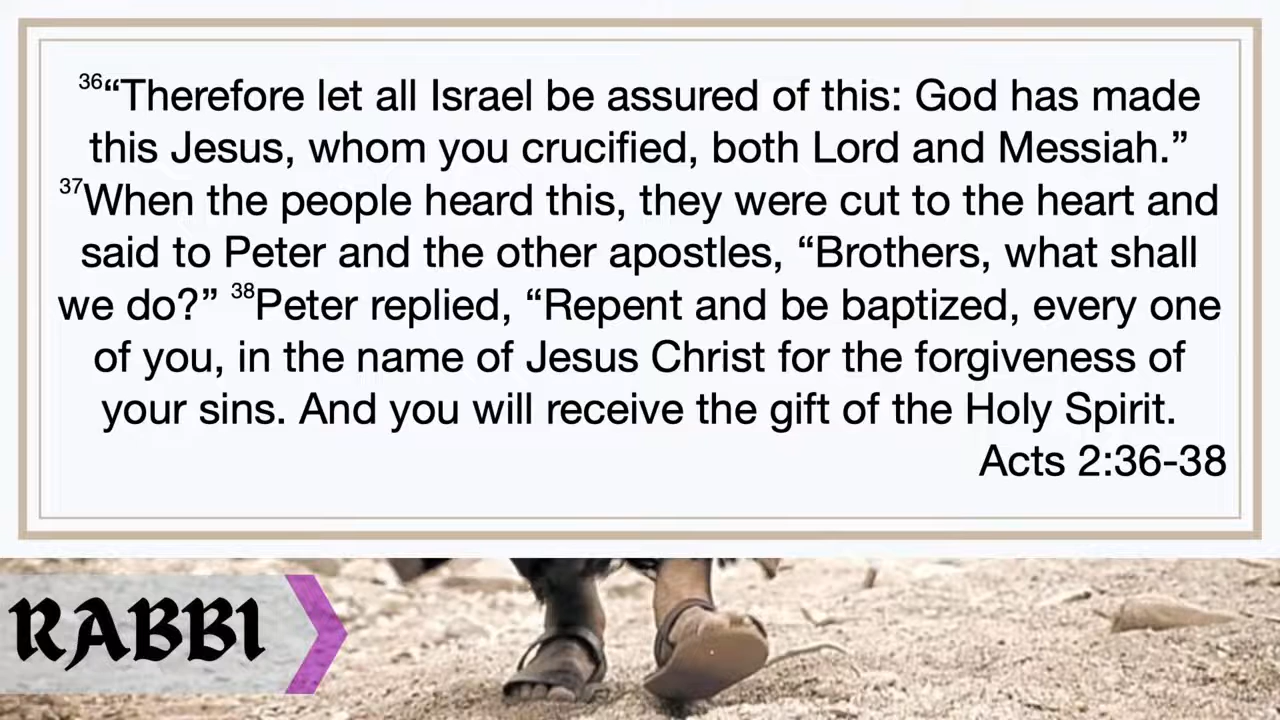 36“Therefore let all Israel be assured of this: God has made
this Jesus, whom you crucified, both Lord and Messiah.”
37When the people heard this, they were cut to the heart and
said to Peter and the other apostles, “Brothers, what shall
we do?” 38Peter replied, “Repent and be baptized, every one
of you, in the name of Jesus Christ for the forgiveness of
your sins. And you will receive the gift of the Holy Spirit.
Acts 2:36-38
RABBI